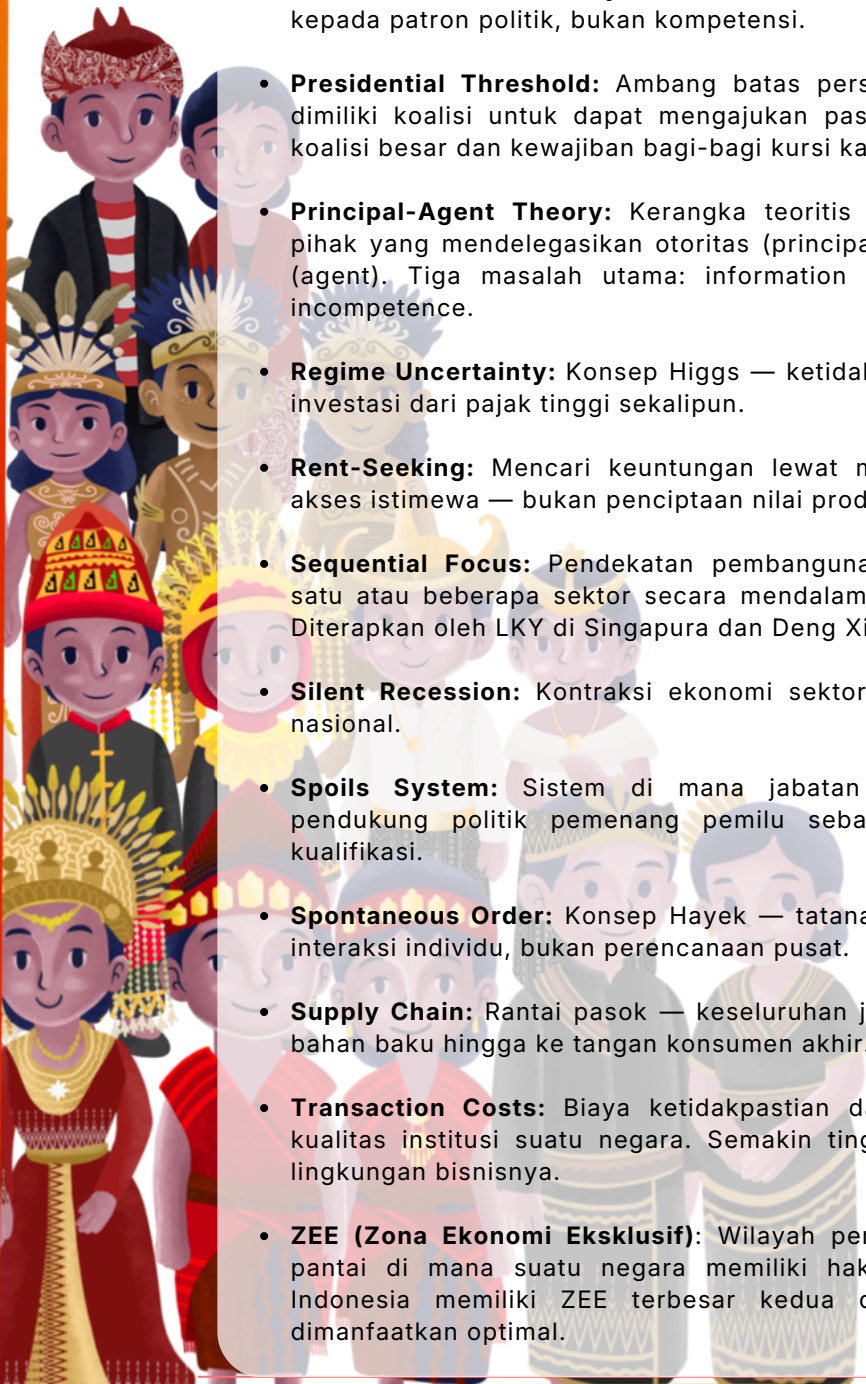 kepada patron politik, bukan kompetensi.
• Presidential Threshold: Ambang batas pers
dimiliki koalisi untuk dapat mengajukan pas
koalisi besar dan kewajiban bagi-bagi kursi ka
• Principal-Agent Theory: Kerangka teoritis
pihak yang mendelegasikan otoritas (principa
(agent). Tiga masalah utama: information
incompetence.
• Regime Uncertainty: Konsep Higgs — ketidal
investasi dari pajak tinggi sekalipun.
• Rent-Seeking: Mencari keuntungan lewat m
akses istimewa — bukan penciptaan nilai prod
• Sequential Focus: Pendekatan pembanguna
satu atau beberapa sektor secara mendalam
Diterapkan oleh LKY di Singapura dan Deng Xi
• Silent Recession: Kontraksi ekonomi sektor
nasional.
• Spoils System: Sistem di mana jabatan
pendukung politik pemenang pemilu seba
kualifikasi.
• Spontaneous Order: Konsep Hayek — tatana
interaksi individu, bukan perencanaan pusat.
• Supply Chain: Rantai pasok — keseluruhan j
bahan baku hingga ke tangan konsumen akhir.
• Transaction Costs: Biaya ketidakpastian da
kualitas institusi suatu negara. Semakin ting
lingkungan bisnisnya.
• ZEE (Zona Ekonomi Eksklusif): Wilayah per
pantai di mana suatu negara memiliki hak
Indonesia memiliki ZEE terbesar kedua d
dimanfaatkan optimal.